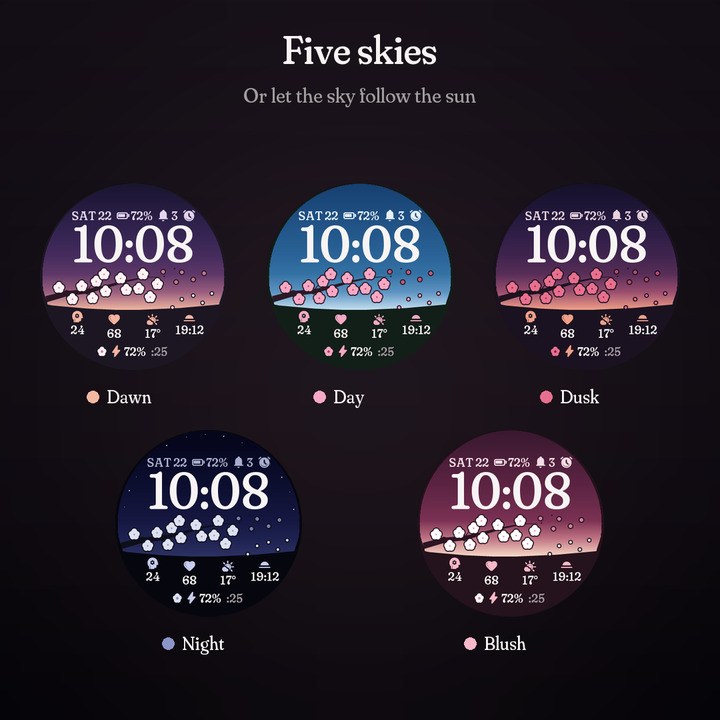 Five skies
Or let the sky follow the sun
SAT 22 72% 3
10:08
24 68 17° 19:12
72% :25
Dawn
SAT 22 72% 3
10:08
24 68 17° 19:12
72% :25
Day
SAT 22 72% 3
10:08
24 68 17° 19:12
72% :25
Dusk
SAT 22 72% 3
10:08
24 68 17° 19:12
72% :25
Night
SAT 22 72% 3
10:08
24 68 17° 19:12
72% :25
Blush